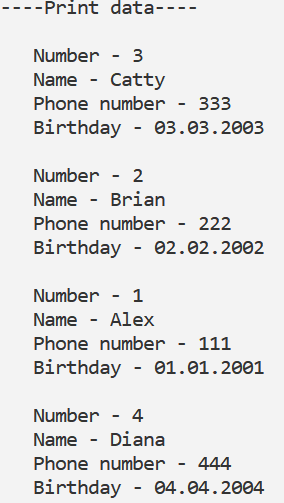 ----Print data----
Number - 3
Name - Catty
Phone number - 333
Birthday - 03.03.2003
Number - 2
Name - Brian
Phone number - 222
Birthday - 02.02.2002
Number - 1
Name - Alex
Phone number - 111
Birthday - 01.01.2001
Number - 4
Name - Diana
Phone number - 444
Birthday - 04.04.2004